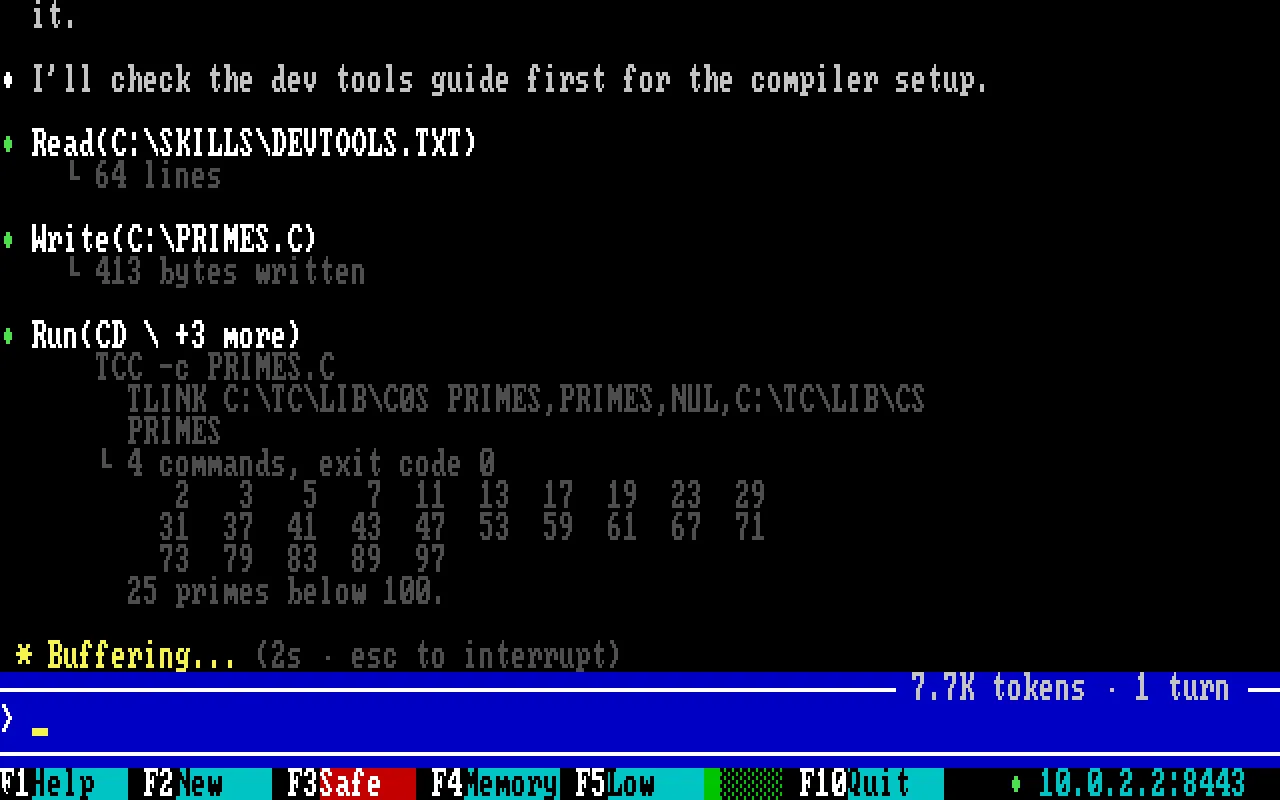 it.
• I'll check the dev tools guide first for the compiler setup.
• Read(C:\SKILLS\DEVTOOLS.TXT)
└ 64 lines
• Write(C:\PRIMES.C)
└ 413 bytes written
• Run(CD \ +3 more)
TCC -c PRIMES.C
TLINK C:\TC\LIB\C0S PRIMES,PRIMES,NUL,C:\TC\LIB\CS
PRIMES
└ 4 commands, exit code 0
2 3 5 7 11 13 17 19 23 29
31 37 41 43 47 53 59 61 67 71
73 79 83 89 97
25 primes below 100.
* Buffering... (2s · esc to interrupt)
7.7K tokens · 1 turn
> _
F1Help F2New F3Safe F4Memory F5Low F10Quit • 10.0.2.2:8443